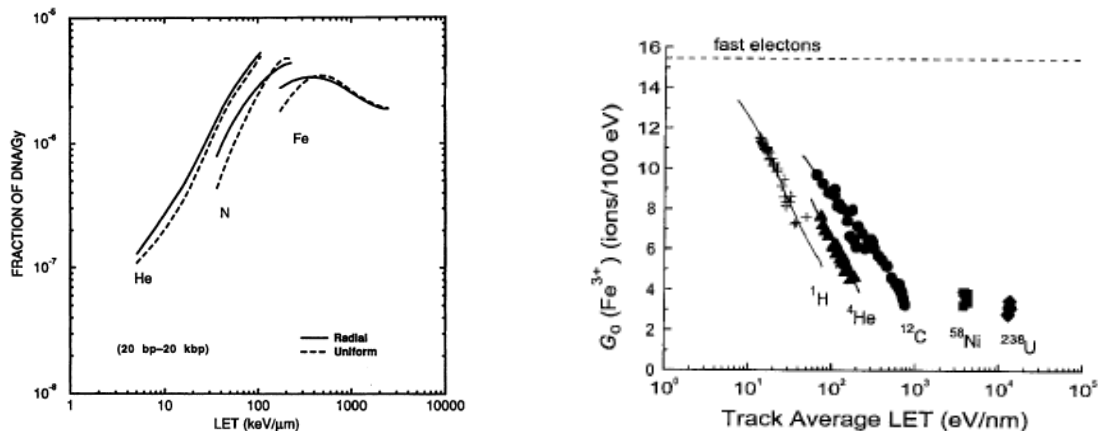 10⁻⁵
10⁻⁶
10⁻⁷
10⁻⁸
FRACTION OF DNA/Gy
He
N
Fe
(20 bp–20 kbp)
Radial
Uniform
1 10 100 1000 10000
LET (keV/μm)
fast electons
16
14
12
10
8
6
4
2
0
G₀ (Fe³⁺) (ions/100 eV)
¹H
⁴He
¹²C
⁵⁸Ni
²³⁸U
10⁰ 10¹ 10² 10³ 10⁴ 10⁵
Track Average LET (eV/nm)